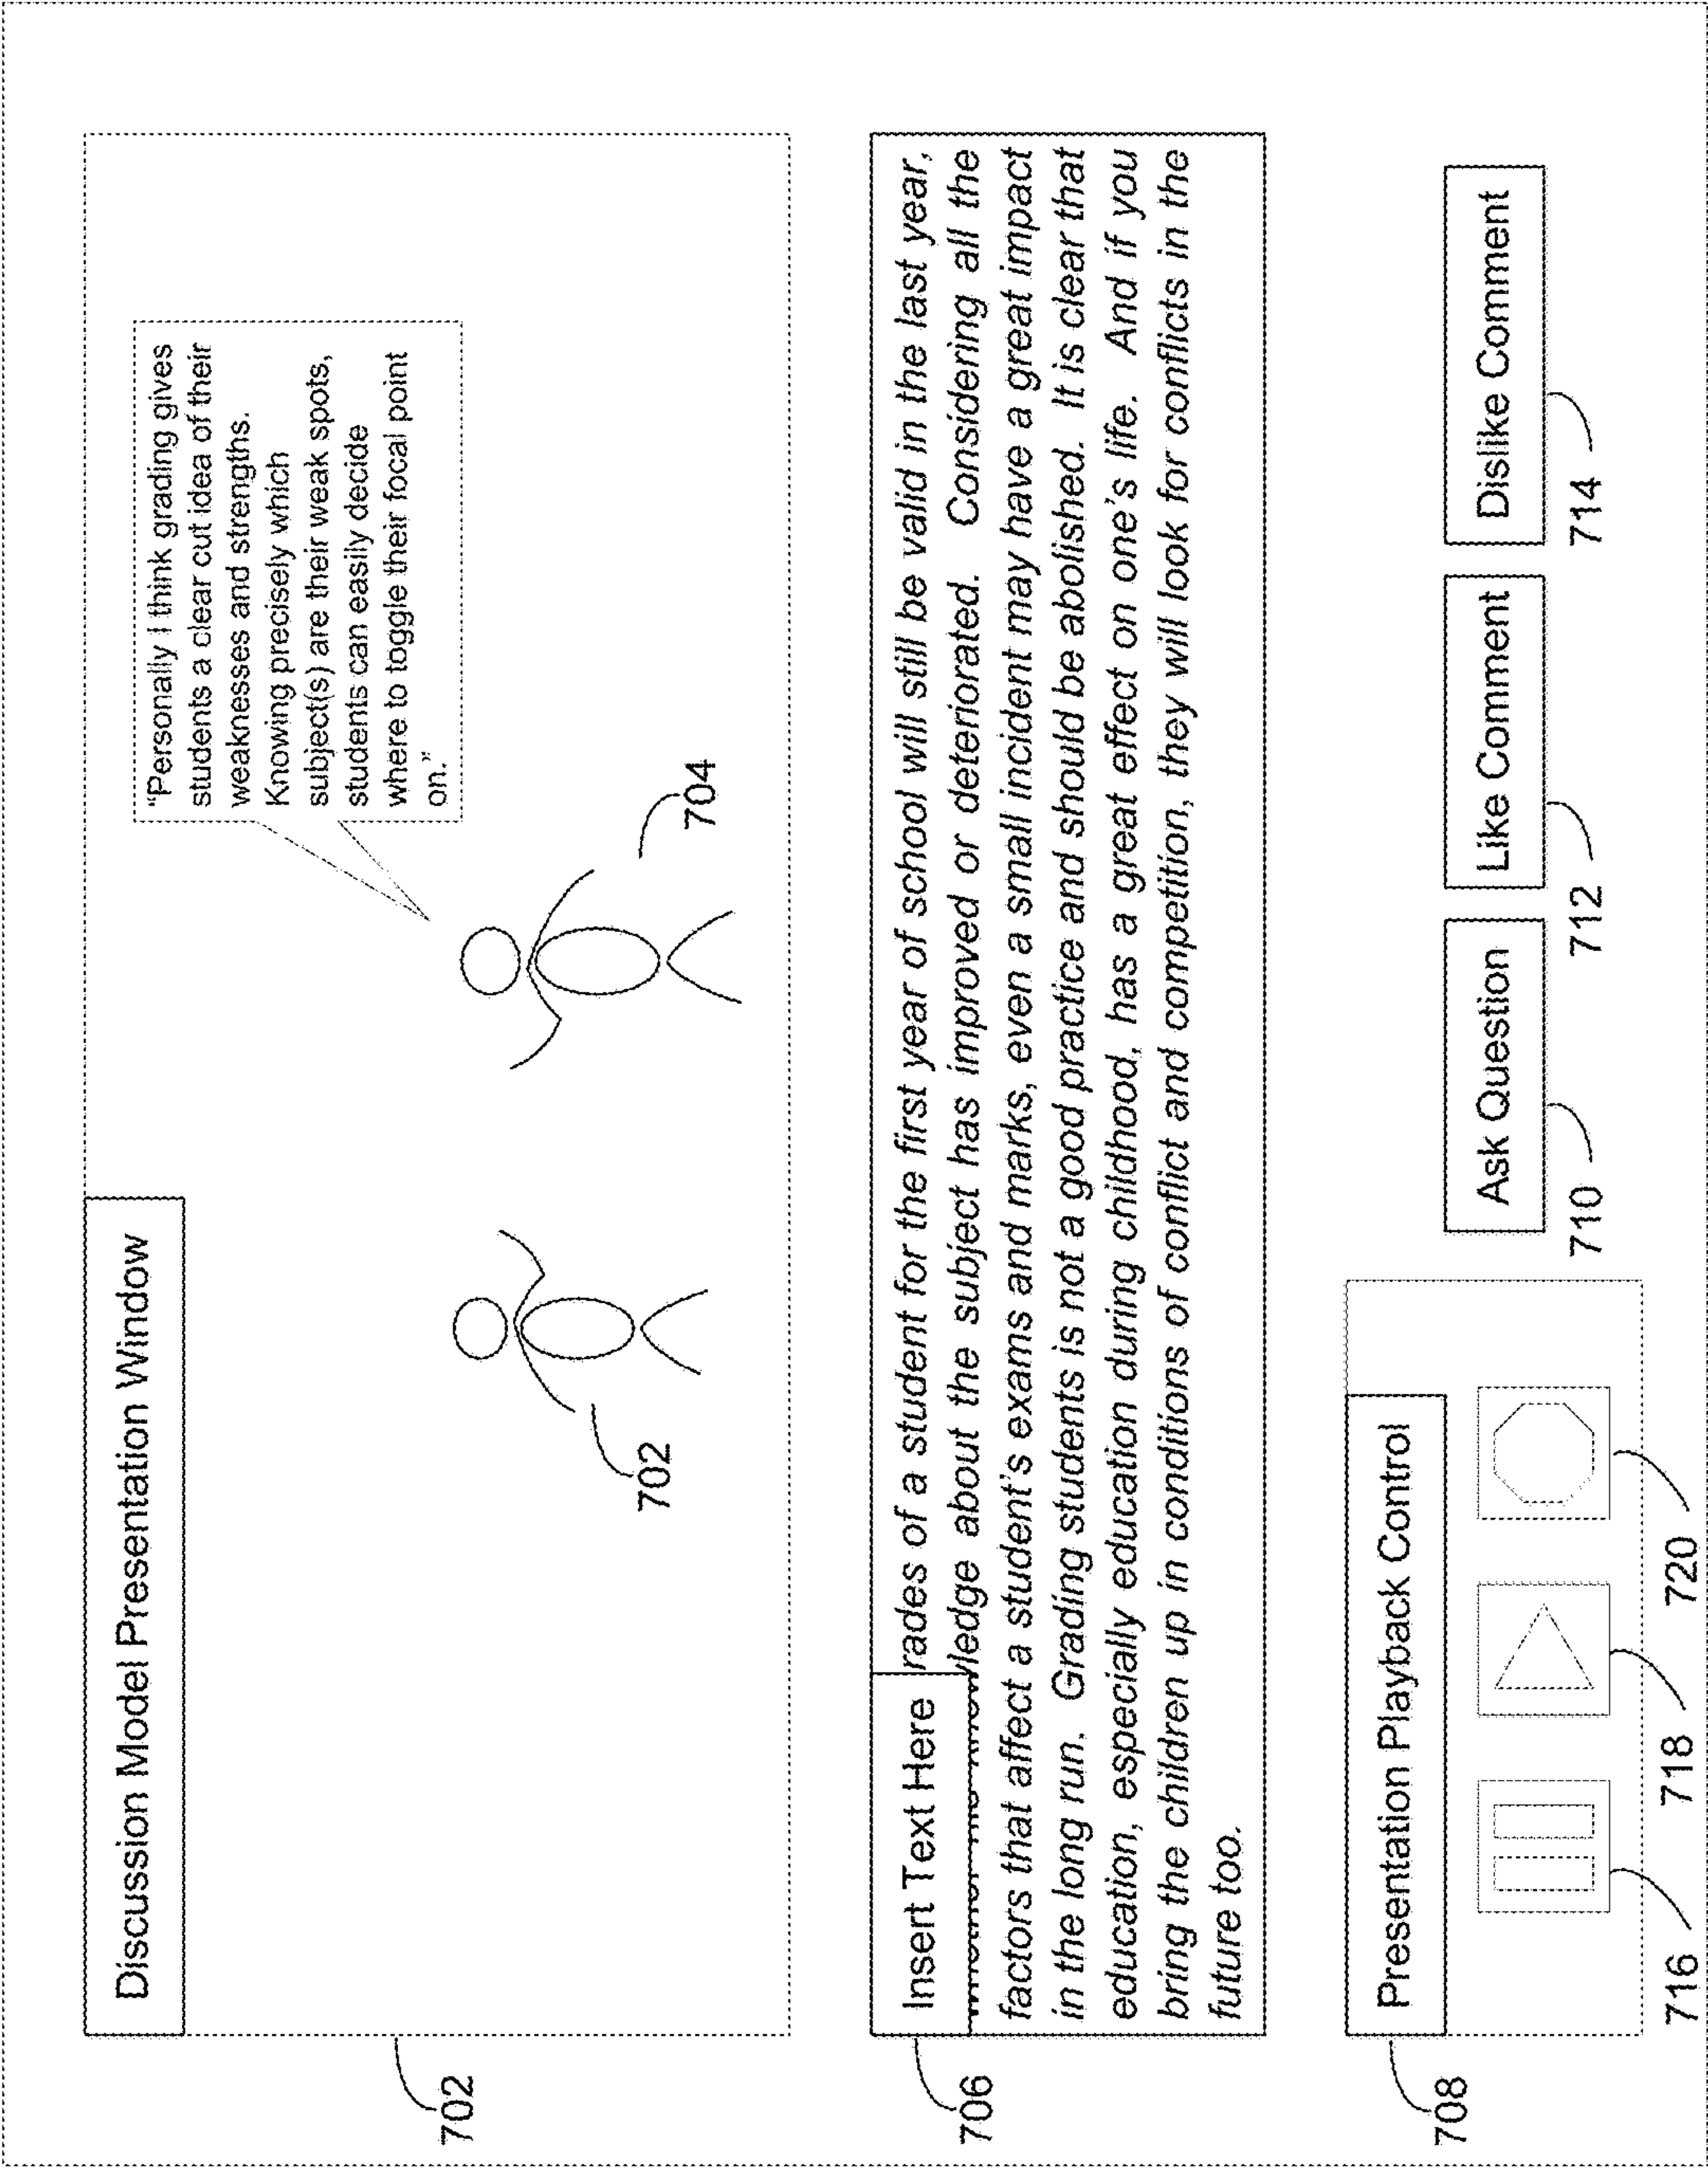 Discussion Model Presentation Window
"Personally I think grading gives
students a clear cut idea of their
weaknesses and strengths.
Knowing precisely which
subject(s) are their weak spots,
students can easily decide
where to toggle their focal point
on."
702
704
702
Insert Text Here
rades of a student for the first year of school will still be valid in the last year,
ledge about the subject has improved or deteriorated. Considering all the
factors that affect a student's exams and marks, even a small incident may have a great impact
in the long run. Grading students is not a good practice and should be abolished. It is clear that
education, especially education during childhood, has a great effect on one's life. And if you
bring the children up in conditions of conflict and competition, they will look for conflicts in the
future too.
706
Presentation Playback Control
708
Ask Question
Like Comment
Dislike Comment
710
712
714
716
718
720